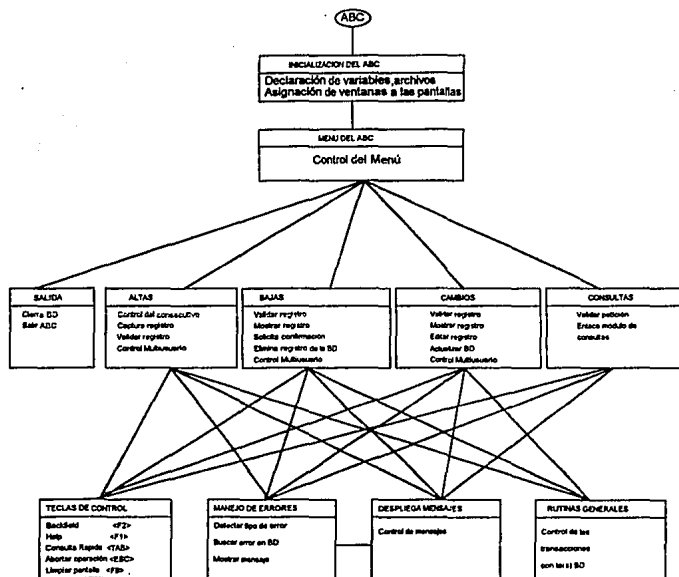 ABC
INICIALIZACION DEL ABC
Declaración de variables, archivos
Asignación de ventanas a las pantallas
MENU DEL ABC
Control del Menú
SALIDA
Cierra BD
Salir ABC
ALTAS
Control del consecutivo
Captura registro
Validar registro
Control Multiusuario
BAJAS
Validar registro
Mostrar registro
Solicita confirmación
Elimina registro de la BD
Control Multiusuario
CAMBIOS
Validar registro
Mostrar registro
Editar registro
Actualizar BD
Control Multiusuario
CONSULTAS
Validar petición
Enlace módulo de
consultas
TECLAS DE CONTROL
Backfield <F2>
Help <F1>
Consulta Rapida <TAB>
Abortar operación <ESC>
Limpiar pantalla <F8>
MANEJO DE ERRORES
Detectar tipo de error
Buscar error en BD
Mostrar mensaje
DESPLIEGA MENSAJES
Control de mensajes
RUTINAS GENERALES
Control de las
transacciones
con la(s) BD